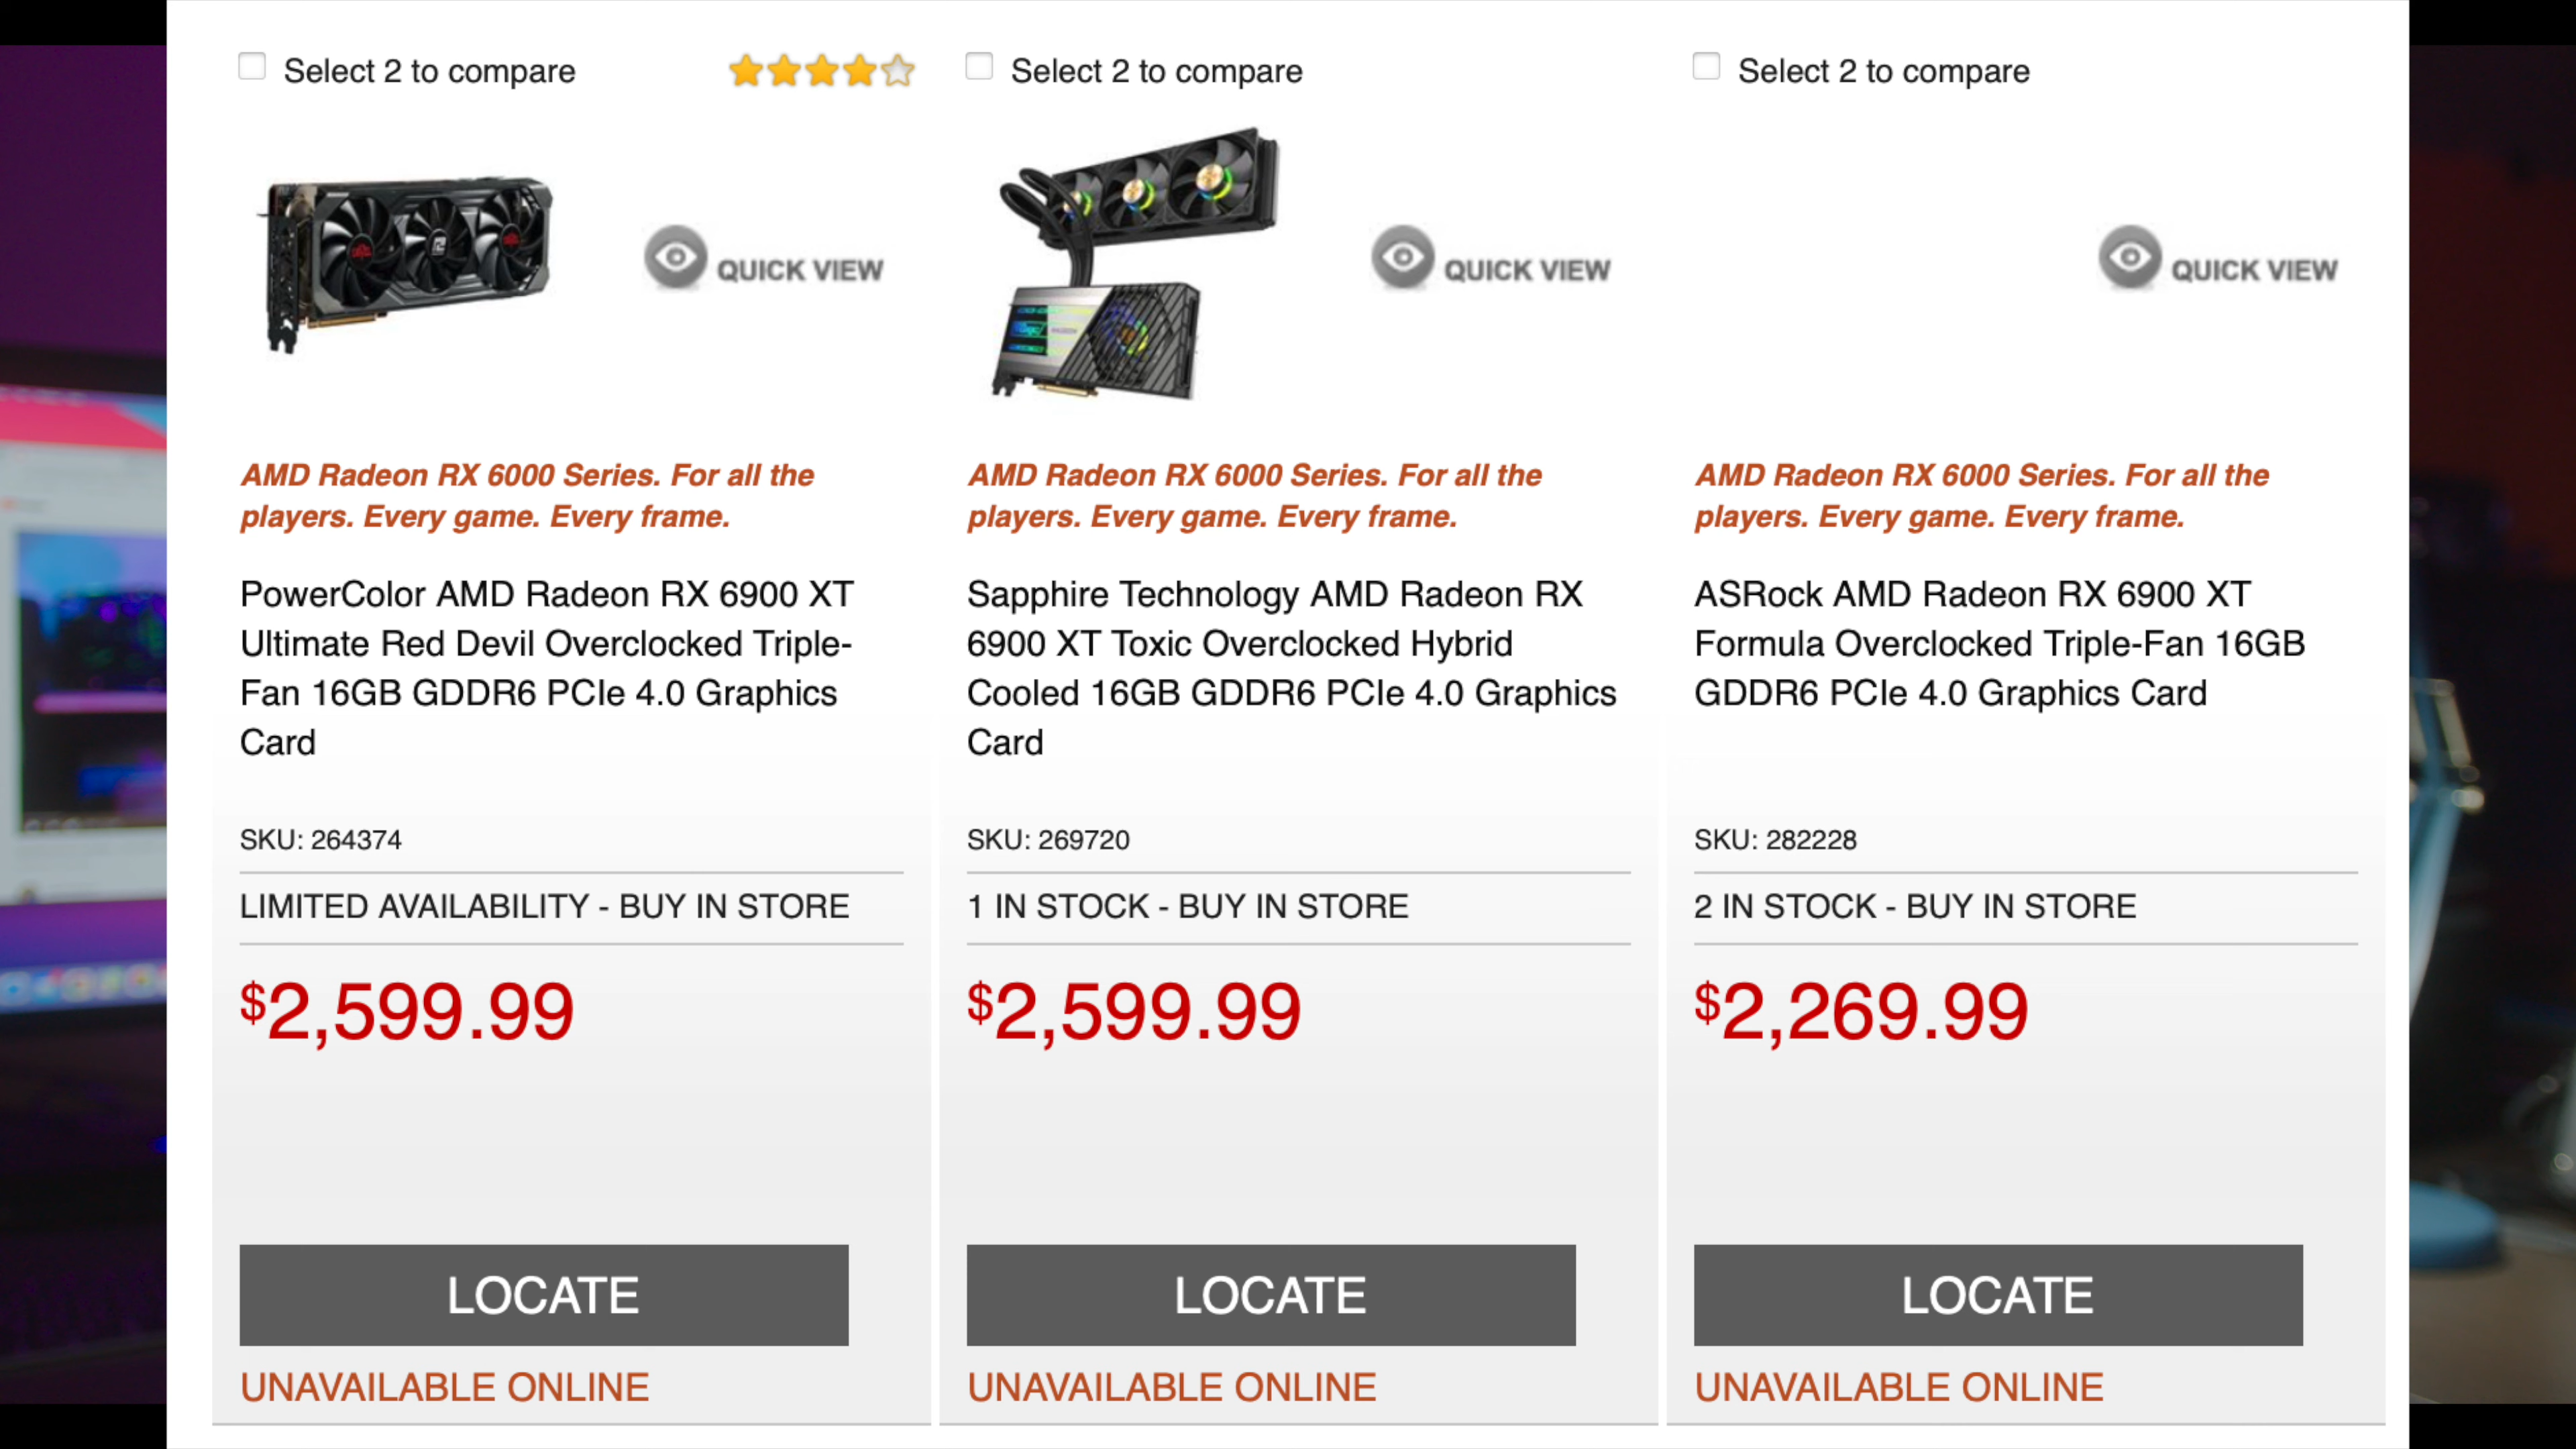 Select 2 to compare
QUICK VIEW
AMD Radeon RX 6000 Series. For all the
players. Every game. Every frame.
PowerColor AMD Radeon RX 6900 XT
Ultimate Red Devil Overclocked Triple-
Fan 16GB GDDR6 PCIe 4.0 Graphics
Card
SKU: 264374
LIMITED AVAILABILITY - BUY IN STORE
$2,599.99
LOCATE
UNAVAILABLE ONLINE
Select 2 to compare
QUICK VIEW
AMD Radeon RX 6000 Series. For all the
players. Every game. Every frame.
Sapphire Technology AMD Radeon RX
6900 XT Toxic Overclocked Hybrid
Cooled 16GB GDDR6 PCIe 4.0 Graphics
Card
SKU: 269720
1 IN STOCK - BUY IN STORE
$2,599.99
LOCATE
UNAVAILABLE ONLINE
Select 2 to compare
QUICK VIEW
AMD Radeon RX 6000 Series. For all the
players. Every game. Every frame.
ASRock AMD Radeon RX 6900 XT
Formula Overclocked Triple-Fan 16GB
GDDR6 PCIe 4.0 Graphics Card
SKU: 282228
2 IN STOCK - BUY IN STORE
$2,269.99
LOCATE
UNAVAILABLE ONLINE